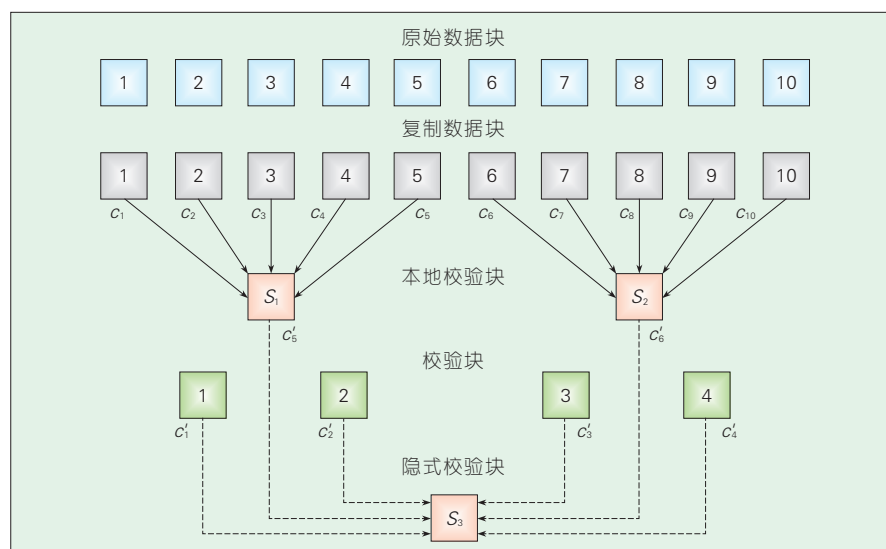 原始数据块
1 2 3 4 5 6 7 8 9 10
复制数据块
1 2 3 4 5 6 7 8 9 10
c₁ c₂ c₃ c₄ c₅ c₆ c₇ c₈ c₉ c₁₀
本地校验块
S₁ S₂
c′₅ c′₆
校验块
1 2 3 4
c′₁ c′₂ c′₃ c′₄
隐式校验块
S₃